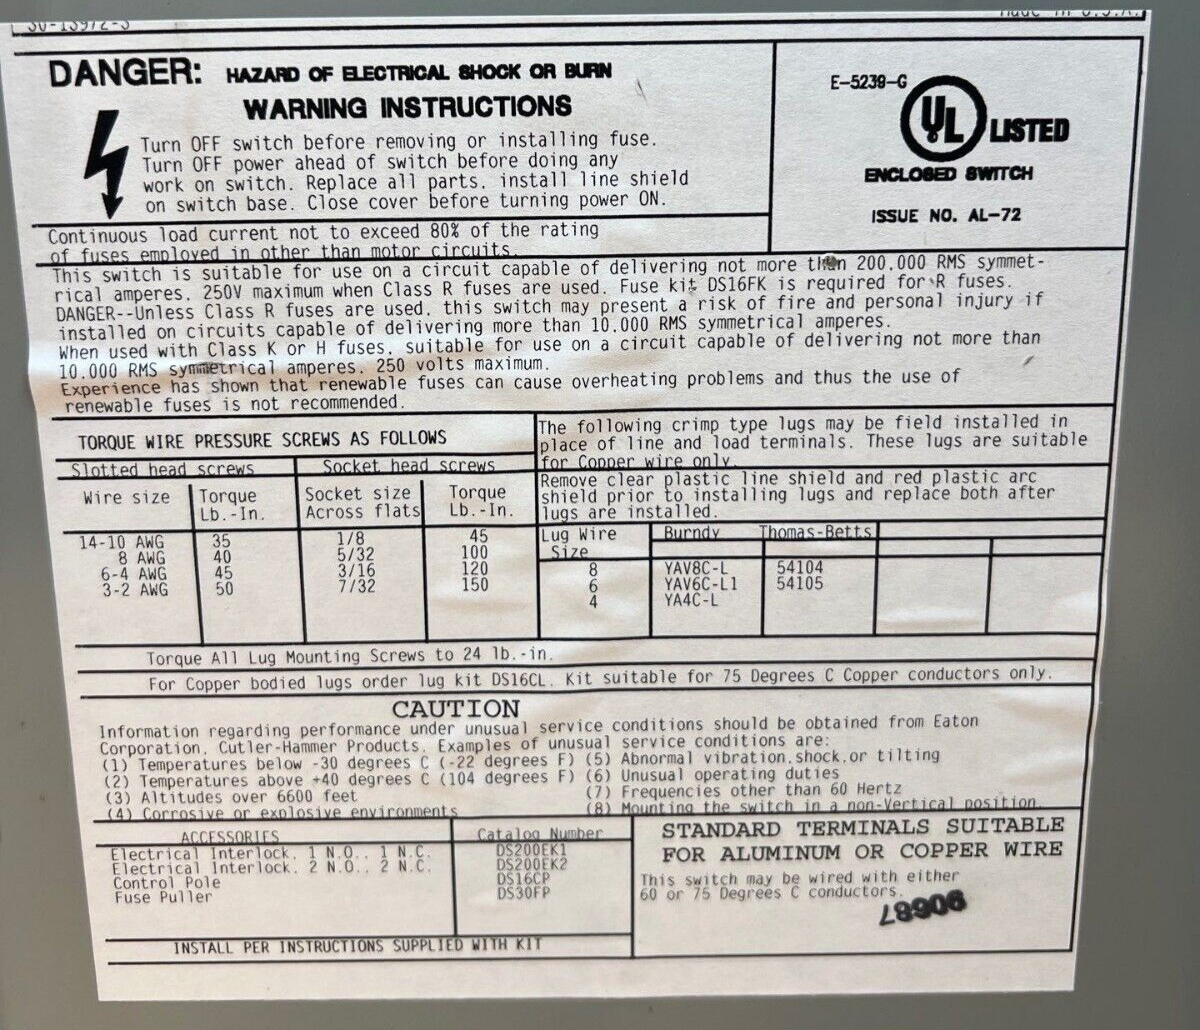 30-13972-3
Made in U.S.A.
DANGER: HAZARD OF ELECTRICAL SHOCK OR BURN
WARNING INSTRUCTIONS
Turn OFF switch before removing or installing fuse.
Turn OFF power ahead of switch before doing any
work on switch. Replace all parts. install line shield
on switch base. Close cover before turning power ON.
E-5239-G
UL LISTED
ENCLOSED SWITCH
ISSUE NO. AL-72
Continuous load current not to exceed 80% of the rating
of fuses employed in other than motor circuits.
This switch is suitable for use on a circuit capable of delivering not more than 200.000 RMS symmet-
rical amperes. 250V maximum when Class R fuses are used. Fuse kit DS16FK is required for R fuses.
DANGER--Unless Class R fuses are used, this switch may present a risk of fire and personal injury if
installed on circuits capable of delivering more than 10.000 RMS symmetrical amperes.
When used with Class K or H fuses, suitable for use on a circuit capable of delivering not more than
10.000 RMS symmetrical amperes. 250 volts maximum.
Experience has shown that renewable fuses can cause overheating problems and thus the use of
renewable fuses is not recommended.
TORQUE WIRE PRESSURE SCREWS AS FOLLOWS
Slotted head screws Socket head screws
Wire size Torque Lb.-In. Socket size Across flats Torque Lb.-In.
14-10 AWG 35 1/8 45
8 AWG 40 5/32 100
6-4 AWG 45 3/16 120
3-2 AWG 50 7/32 150
The following crimp type lugs may be field installed in
place of line and load terminals. These lugs are suitable
for Copper wire only.
Remove clear plastic line shield and red plastic arc
shield prior to installing lugs and replace both after
lugs are installed.
Lug Wire Size Burndy Thomas-Betts
8 YAV8C-L 54104
6 YAV6C-L1 54105
4 YA4C-L
Torque All Lug Mounting Screws to 24 lb.-in.
For Copper bodied lugs order lug kit DS16CL. Kit suitable for 75 Degrees C Copper conductors only.
CAUTION
Information regarding performance under unusual service conditions should be obtained from Eaton
Corporation. Cutler-Hammer Products. Examples of unusual service conditions are:
(1) Temperatures below -30 degrees C (-22 degrees F) (5) Abnormal vibration.shock.or tilting
(2) Temperatures above +40 degrees C (104 degrees F) (6) Unusual operating duties
(3) Altitudes over 6600 feet (7) Frequencies other than 60 Hertz
(4) Corrosive or explosive environments (8) Mounting the switch in a non-Vertical position.
ACCESSORIES Catalog Number
Electrical Interlock. 1 N.O.. 1 N.C. DS200EK1
Electrical Interlock. 2 N.O.. 2 N.C. DS200EK2
Control Pole DS16CP
Fuse Puller DS30FP
INSTALL PER INSTRUCTIONS SUPPLIED WITH KIT
STANDARD TERMINALS SUITABLE
FOR ALUMINUM OR COPPER WIRE
This switch may be wired with either
60 or 75 Degrees C conductors.
90687